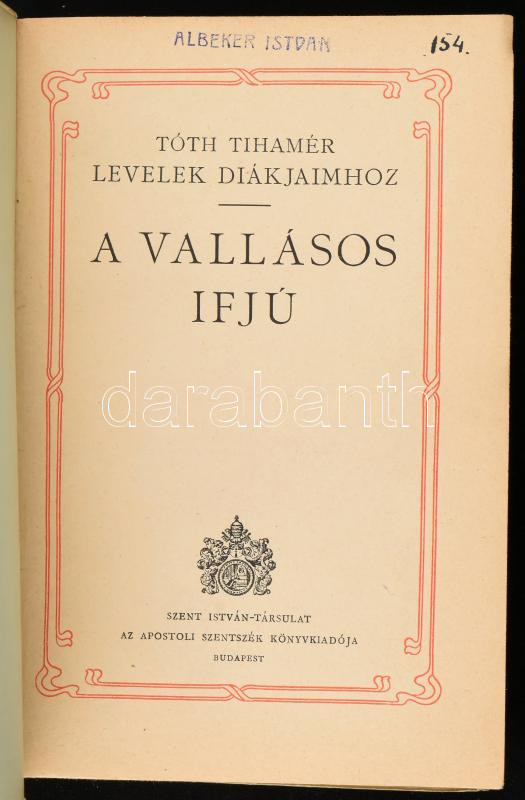 ALBEKER ISTVAN
154.
TÓTH TIHAMÉR
LEVELEK DIÁKJAIMHOZ
A VALLÁSOS
IFJÚ
darabanth
SZENT ISTVÁN-TÁRSULAT
AZ APOSTOLI SZENTSZÉK KÖNYVKIADÓJA
BUDAPEST